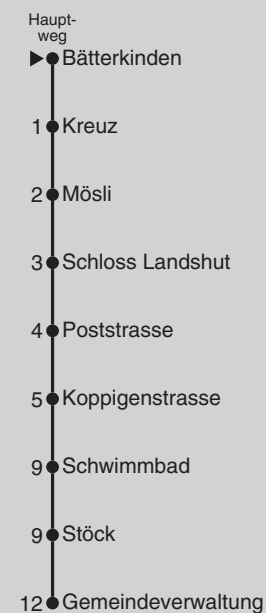 Haupt-
weg
Bätterkinden
1 Kreuz
2 Mösli
3 Schloss Landshut
4 Poststrasse
5 Koppigenstrasse
9 Schwimmbad
9 Stöck
12 Gemeindeverwaltung